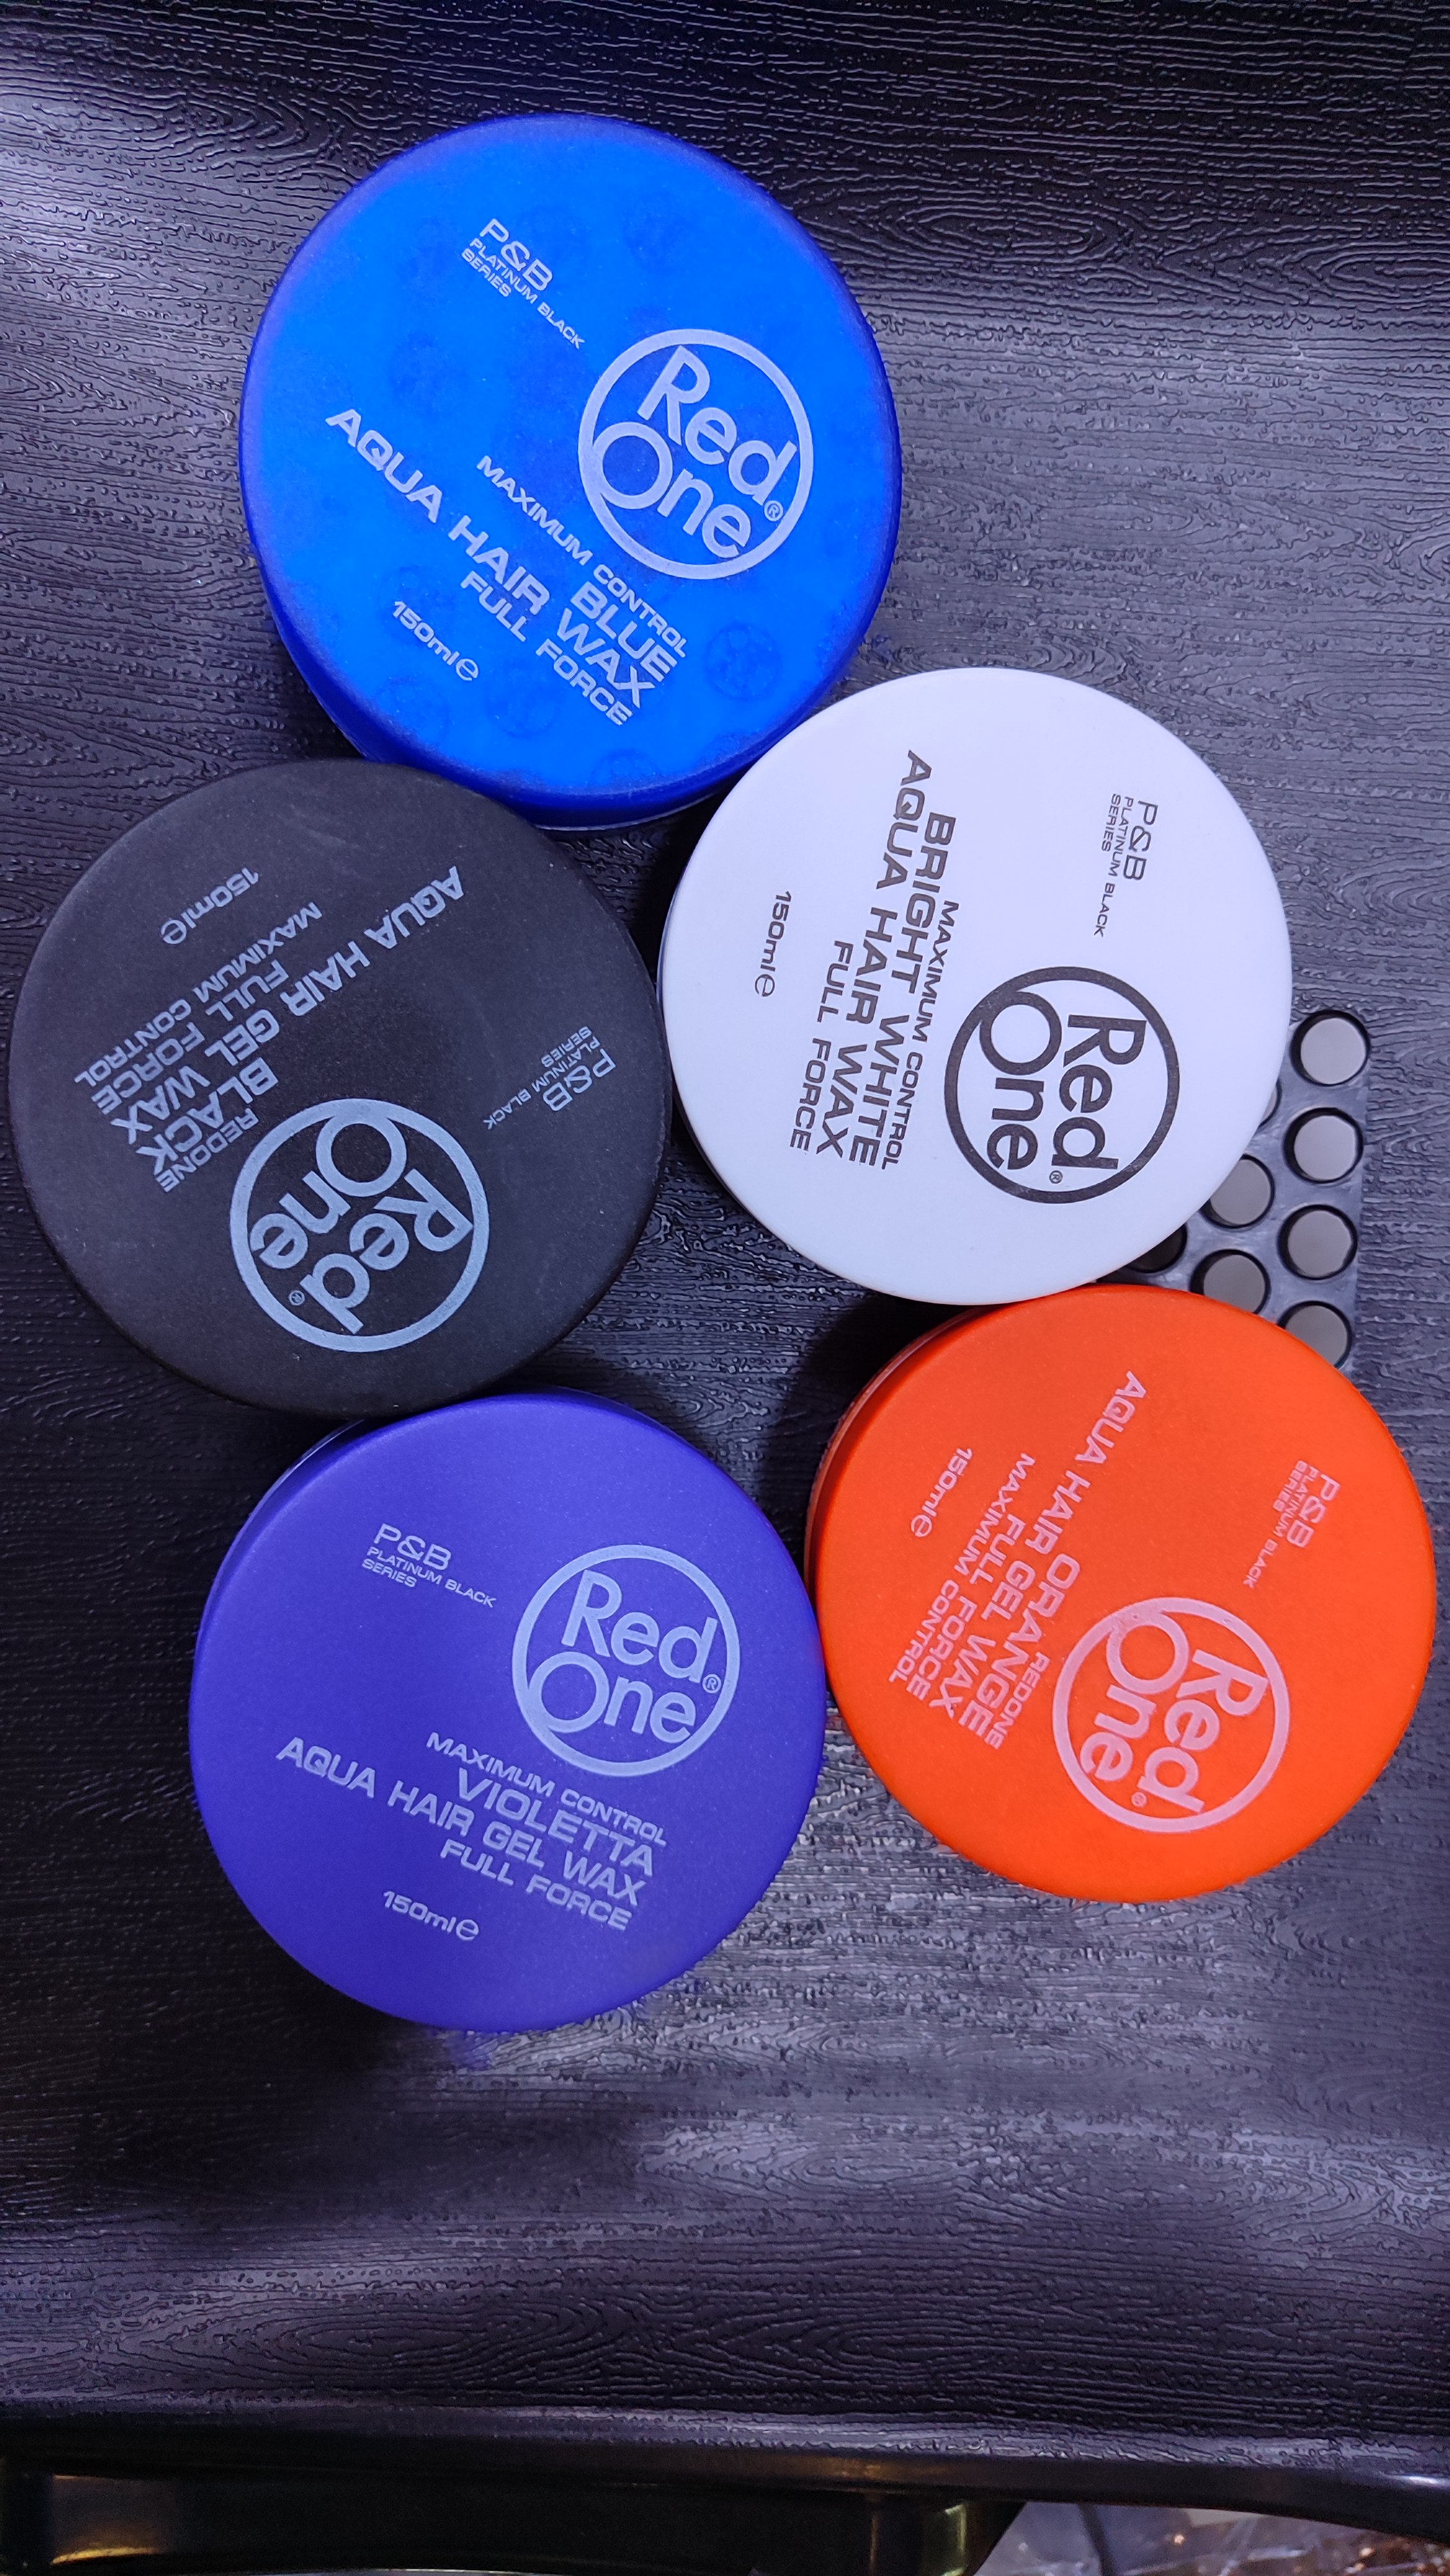 P&B
PLATINUM BLACK
SERIES
Red
One®
MAXIMUM CONTROL
BLUE
AQUA HAIR WAX
FULL FORCE
150ml℮
P&B
PLATINUM BLACK
SERIES
Red
One®
MAXIMUM CONTROL
BRIGHT WHITE
AQUA HAIR WAX
FULL FORCE
150ml℮
P&B
PLATINUM BLACK
SERIES
Red
One®
REDONE
BLACK
AQUA HAIR GEL WAX
FULL FORCE
MAXIMUM CONTROL
150ml℮
P&B
PLATINUM BLACK
SERIES
Red
One®
REDONE
ORANGE
AQUA HAIR GEL WAX
FULL FORCE
MAXIMUM CONTROL
150ml℮
P&B
PLATINUM BLACK
SERIES
Red
One®
MAXIMUM CONTROL
VIOLETTA
AQUA HAIR GEL WAX
FULL FORCE
150ml℮